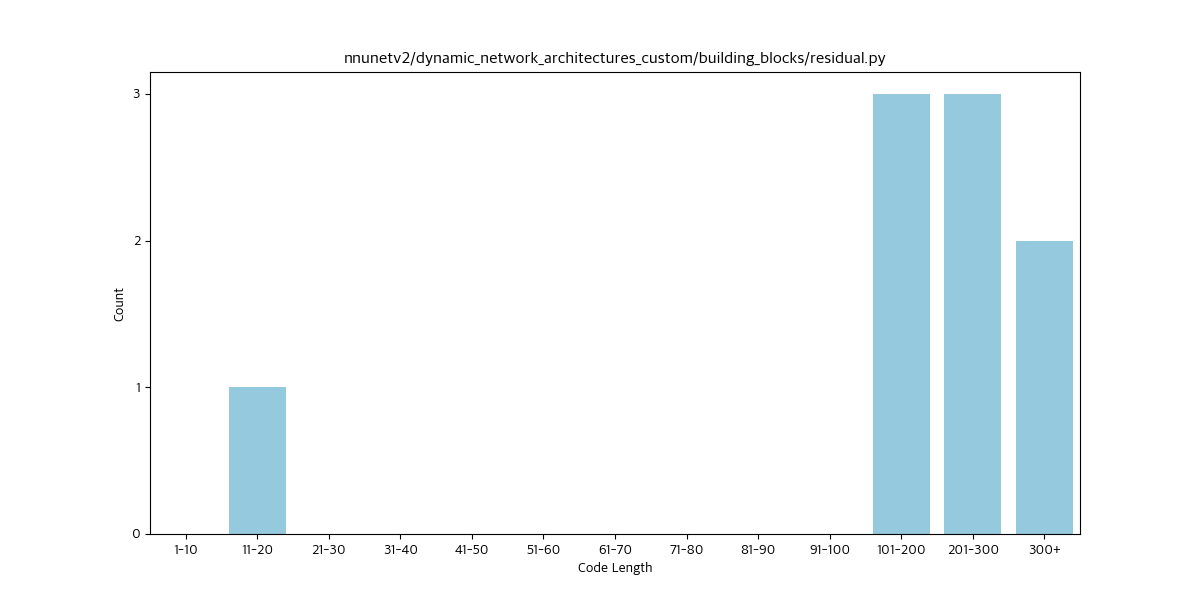 nnunetv2/dynamic_network_architectures_custom/building_blocks/residual.py
3
2
1
0
Count
1-10 11-20 21-30 31-40 41-50 51-60 61-70 71-80 81-90 91-100 101-200 201-300 300+
Code Length